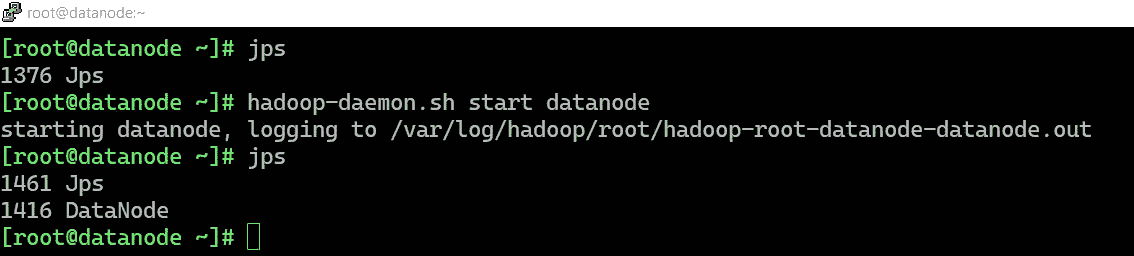 root@datanode:~
[root@datanode ~]# jps
1376 Jps
[root@datanode ~]# hadoop-daemon.sh start datanode
starting datanode, logging to /var/log/hadoop/root/hadoop-root-datanode-datanode.out
[root@datanode ~]# jps
1461 Jps
1416 DataNode
[root@datanode ~]#